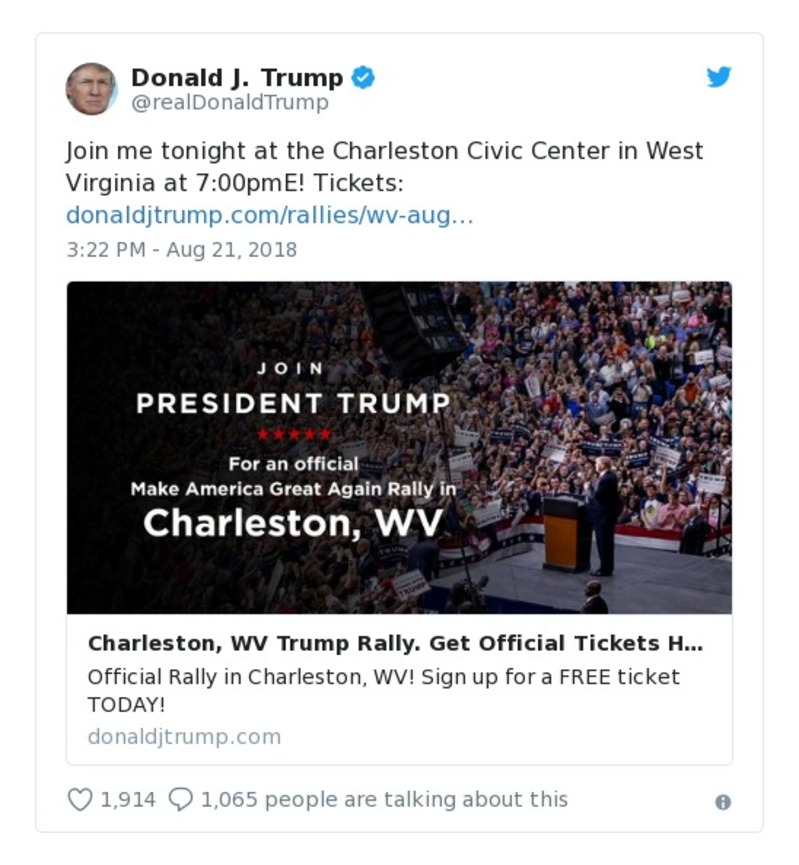 Donald J. Trump
@realDonaldTrump
Join me tonight at the Charleston Civic Center in West
Virginia at 7:00pmE! Tickets:
donaldjtrump.com/rallies/wv-aug…
3:22 PM - Aug 21, 2018
JOIN
PRESIDENT TRUMP
For an official
Make America Great Again Rally in
Charleston, WV
TRUMP
TRUMP
Charleston, WV Trump Rally. Get Official Tickets H…
Official Rally in Charleston, WV! Sign up for a FREE ticket
TODAY!
donaldjtrump.com
1,914 1,065 people are talking about this